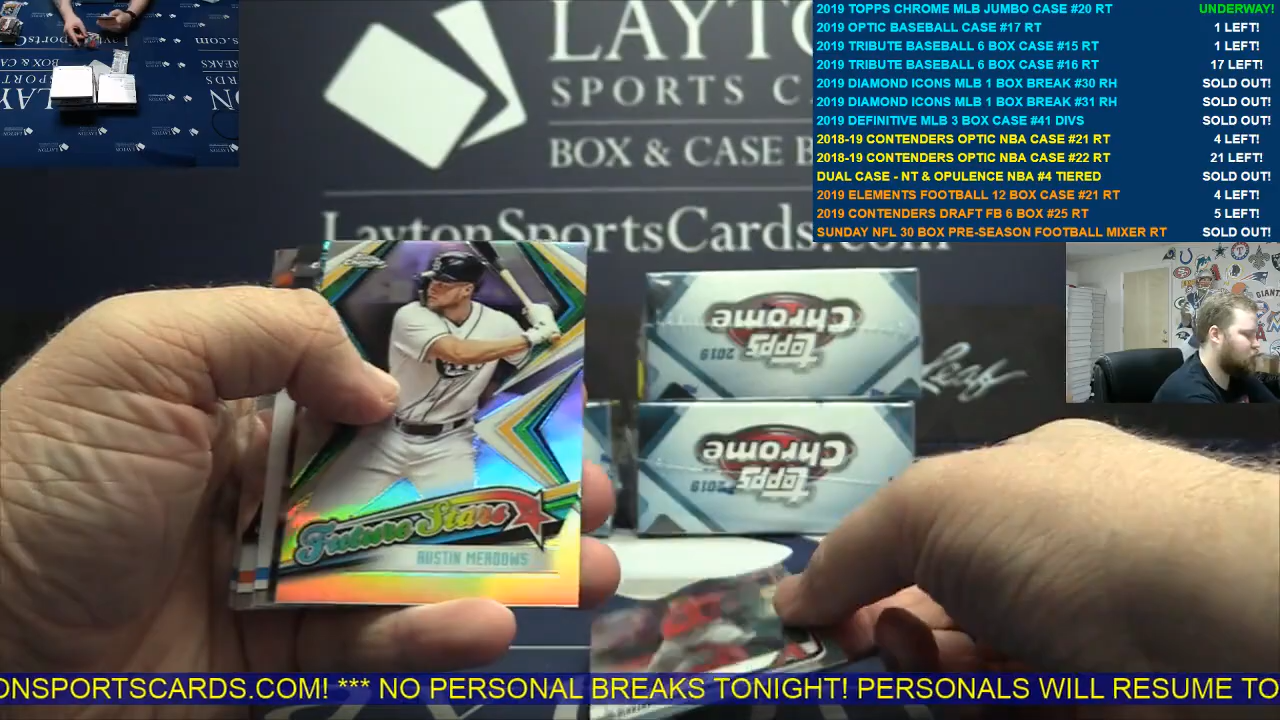 LAYTON
SPORTS CA
BOX & CASE B
LaytonSportsCards.com
2019 TOPPS CHROME MLB JUMBO CASE #20 RT UNDERWAY!
2019 OPTIC BASEBALL CASE #17 RT 1 LEFT!
2019 TRIBUTE BASEBALL 6 BOX CASE #15 RT 1 LEFT!
2019 TRIBUTE BASEBALL 6 BOX CASE #16 RT 17 LEFT!
2019 DIAMOND ICONS MLB 1 BOX BREAK #30 RH SOLD OUT!
2019 DIAMOND ICONS MLB 1 BOX BREAK #31 RH SOLD OUT!
2019 DEFINITIVE MLB 3 BOX CASE #41 DIVS SOLD OUT!
2018-19 CONTENDERS OPTIC NBA CASE #21 RT 4 LEFT!
2018-19 CONTENDERS OPTIC NBA CASE #22 RT 21 LEFT!
DUAL CASE - NT & OPULENCE NBA #4 TIERED SOLD OUT!
2019 ELEMENTS FOOTBALL 12 BOX CASE #21 RT 4 LEFT!
2019 CONTENDERS DRAFT FB 6 BOX #25 RT 5 LEFT!
SUNDAY NFL 30 BOX PRE-SEASON FOOTBALL MIXER RT SOLD OUT!
topps
Chrome
2019
topps
Chrome
2019
Leaf
Future Stars
AUSTIN MEADOWS
ONSPORTSCARDS.COM! *** NO PERSONAL BREAKS TONIGHT! PERSONALS WILL RESUME TO